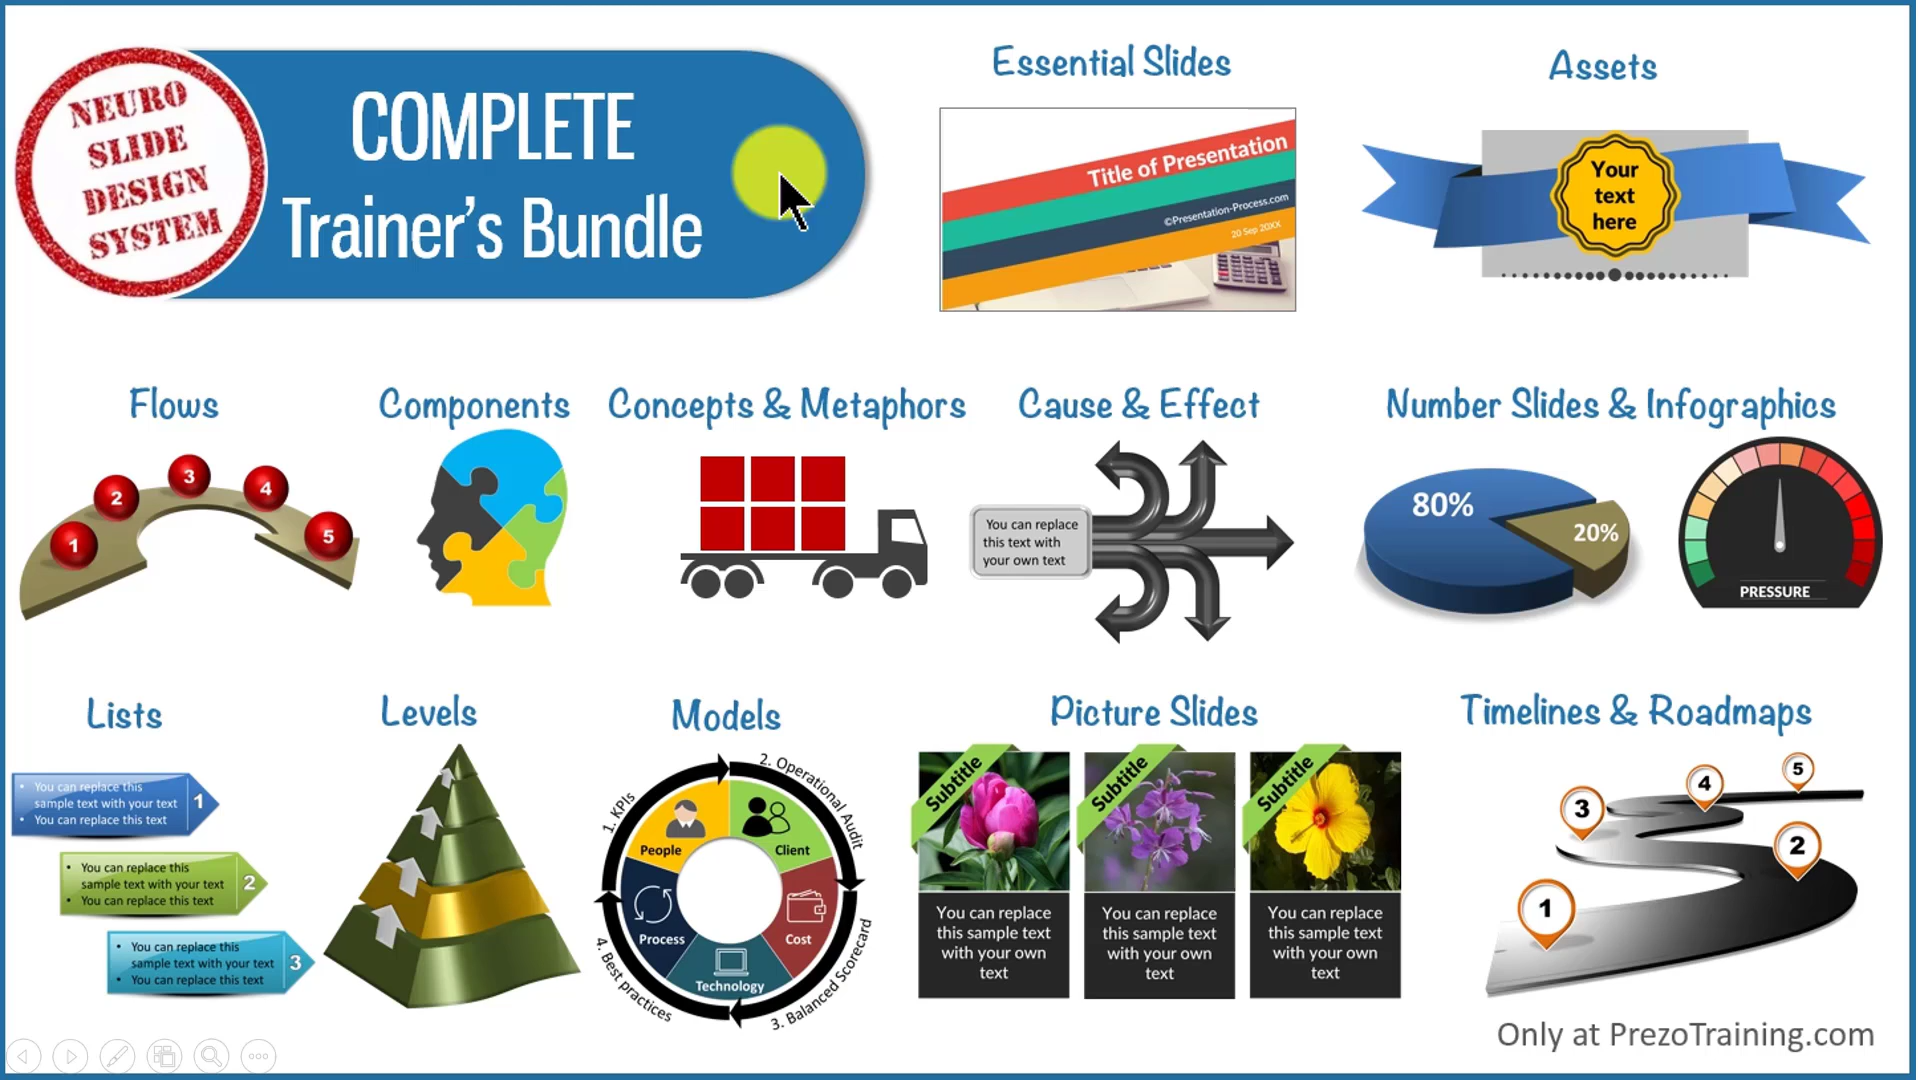 NEURO
SLIDE
DESIGN
SYSTEM
COMPLETE
Trainer's Bundle
Essential Slides
Title of Presentation
©Presentation-Process.com
20 Sep 20XX
Assets
Your
text
here
Flows
1
2
3
4
5
Components
Concepts & Metaphors
Cause & Effect
You can replace
this text with
your own text
Number Slides & Infographics
80%
20%
PRESSURE
Lists
• You can replace this
sample text with your text
• You can replace this text
1
• You can replace this
sample text with your text
• You can replace this text
2
• You can replace this
sample text with your text
• You can replace this text
3
Levels
Models
1. KPIs
2. Operational Audit
3. Balanced Scorecard
4. Best practices
People
Client
Process
Cost
Technology
Picture Slides
Subtitle
You can replace
this sample text
with your own
text
Subtitle
You can replace
this sample text
with your own
text
Subtitle
You can replace
this sample text
with your own
text
Timelines & Roadmaps
1
2
3
4
5
Only at PrezoTraining.com